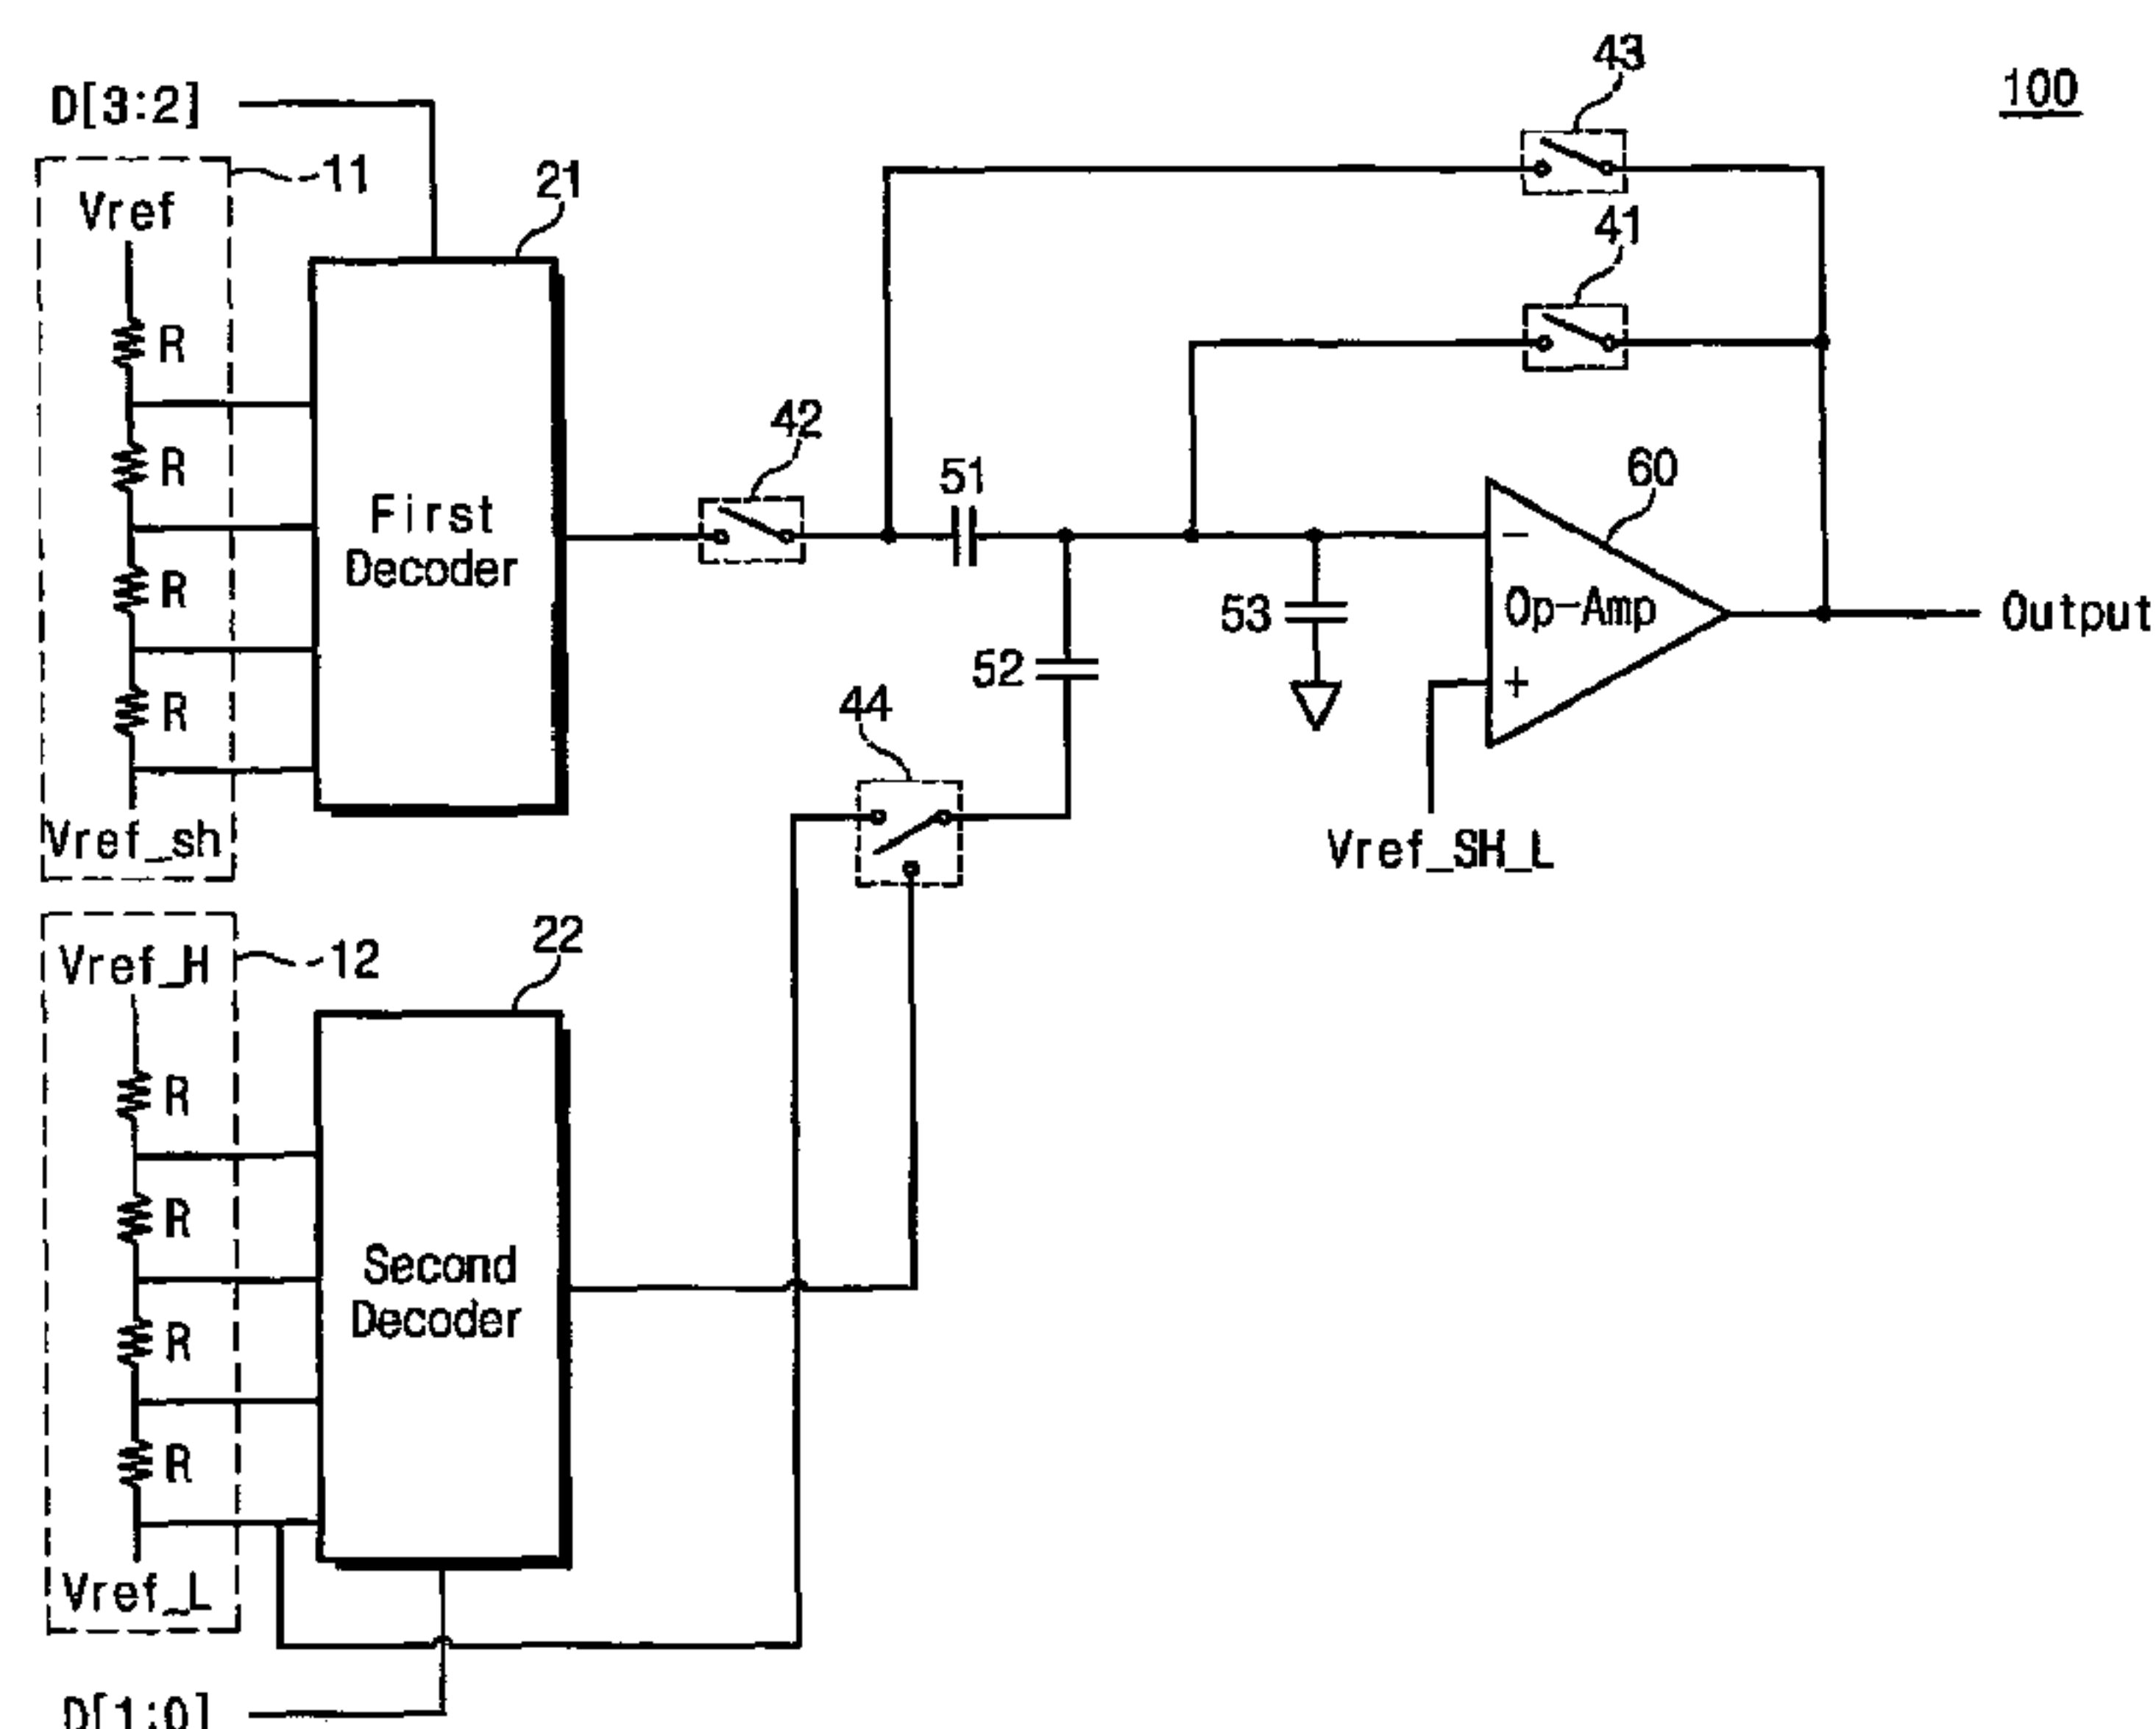 43
100
D[3:2]
11
21
Vref
41
R
42
R
51
60
First
Decoder
R
53
Op-Amp
Output
52
R
44
Vref_sh
Vref_SH_L
12
22
Vref_H
R
R
Second
Decoder
R
R
Vref_L
D[1:0]
-
+